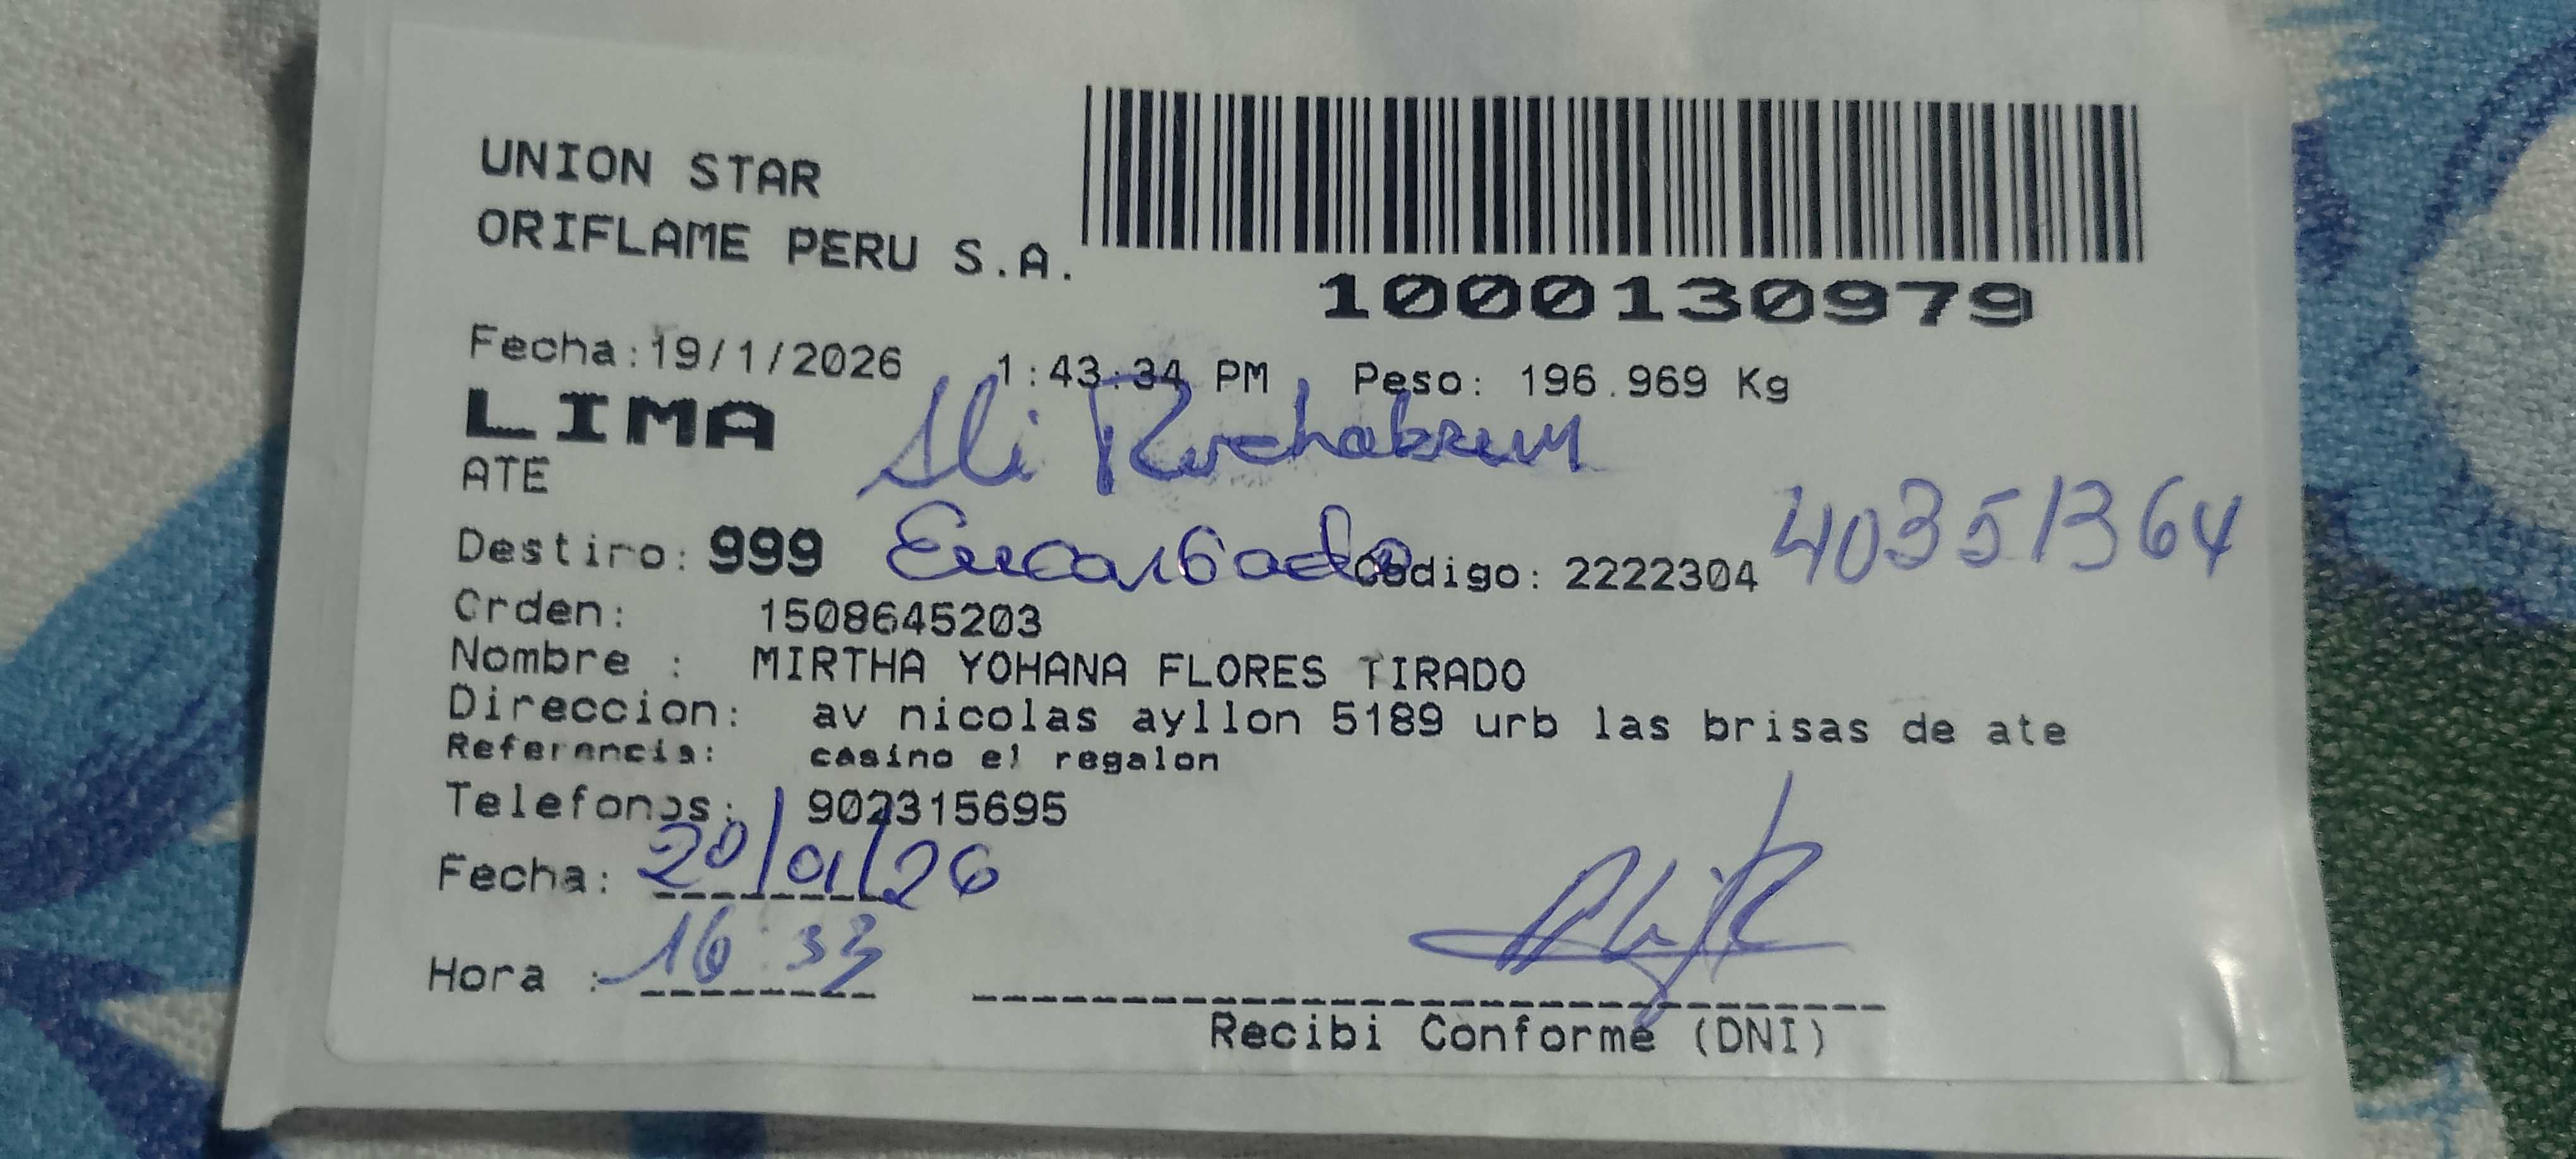 UNION STAR
ORIFLAME PERU S.A.
1000130979
Fecha:19/1/2026 1:43:34 PM Peso: 196.969 Kg
LIMA
Ali
ATE
40351364
Destiro: 999 Encargado Codigo: 2222304
Orden: 1508645203
Nombre : MIRTHA YOHANA FLORES TIRADO
Direccion: av nicolas ayllon 5189 urb las brisas de ate
Referencia: casino el regalon
Telefonos: 902315695
Fecha: 20/01/26
Hora : 16:33
Recibi Conforme (DNI)